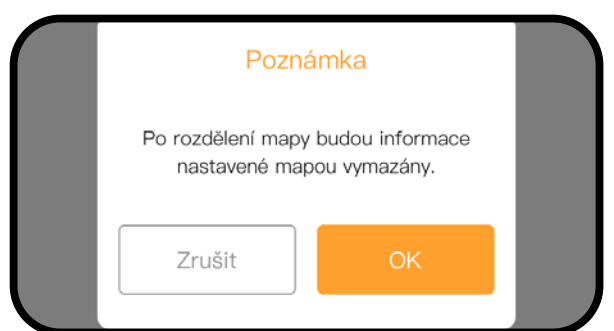 Poznámka
Po rozdělení mapy budou informace
nastavené mapou vymazány.
Zrušit
OK